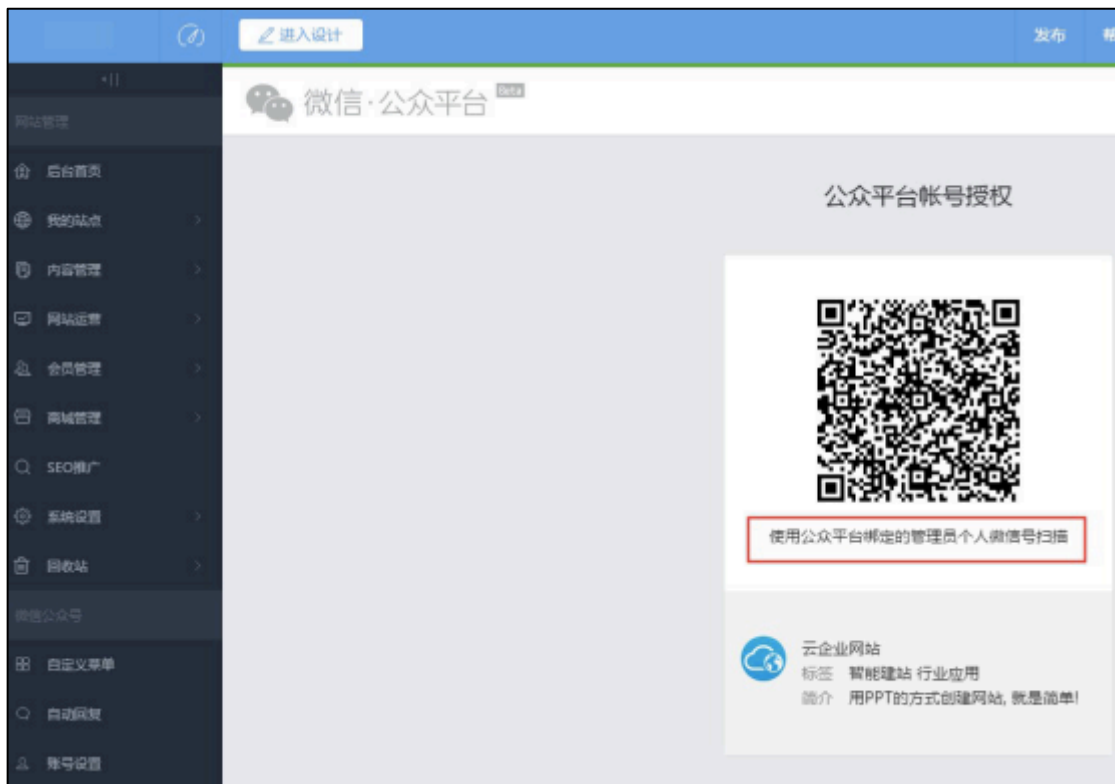 进入设计
发布
微信·公众平台 Beta
网站管理
后台首页
我的站点
内容管理
网站运营
会员管理
商城管理
SEO推广
系统设置
回收站
微信公众号
自定义菜单
自动回复
账号设置
公众平台帐号授权
使用公众平台绑定的管理员个人微信号扫描
云企业网站
标签 智能建站 行业应用
简介 用PPT的方式创建网站, 就是简单!